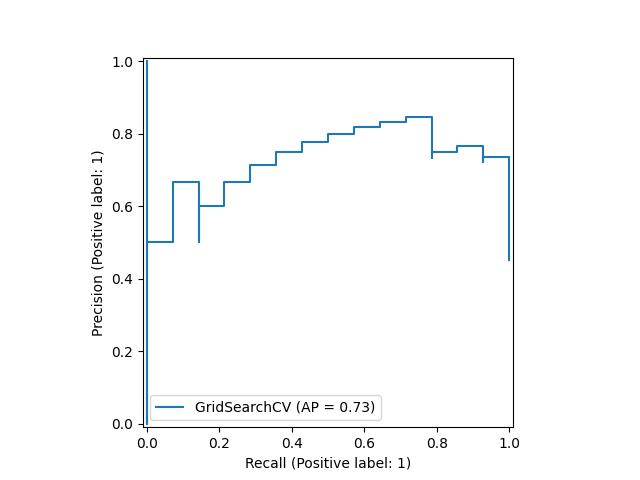 1.0
0.8
0.6
0.4
0.2
0.0
Precision (Positive label: 1)
GridSearchCV (AP = 0.73)
0.0 0.2 0.4 0.6 0.8 1.0
Recall (Positive label: 1)